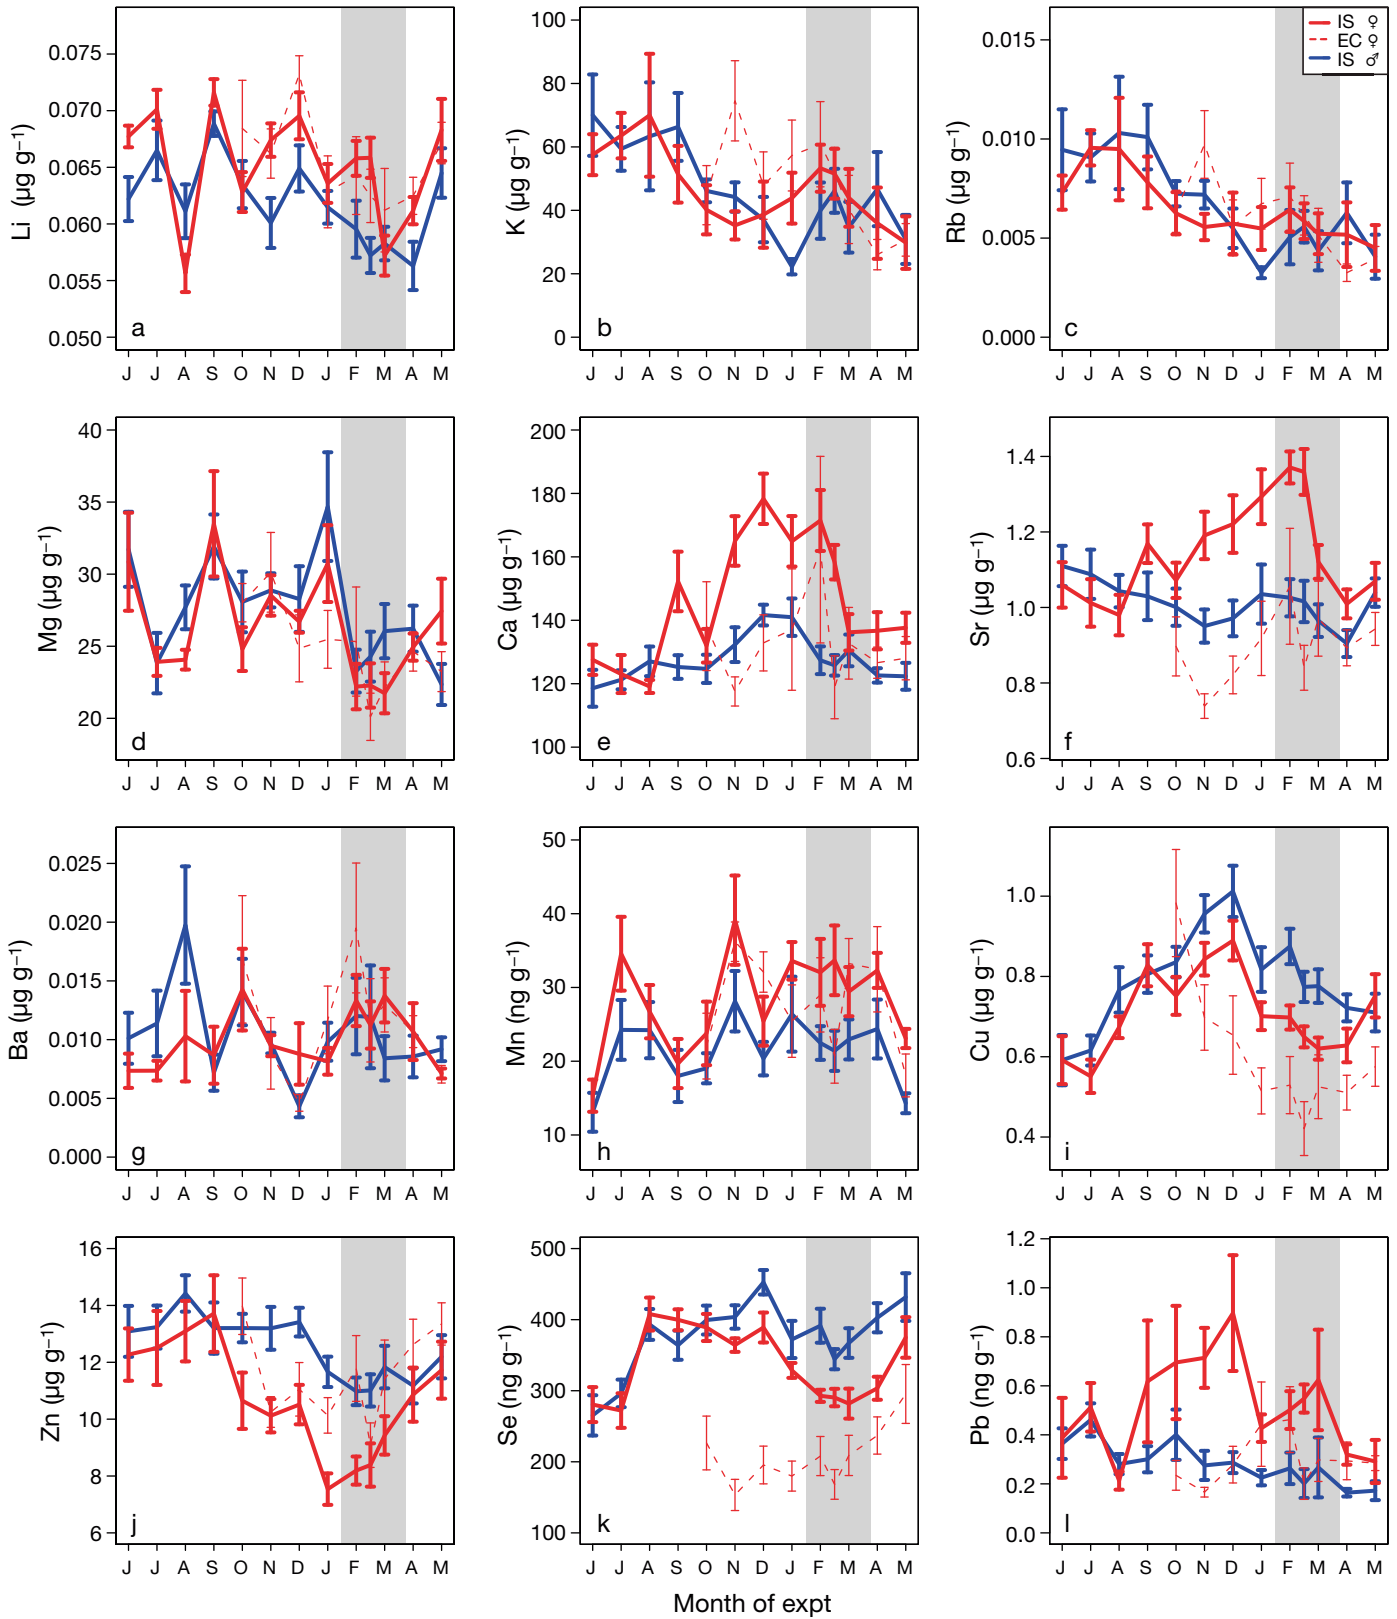 0.075
0.070
0.065
0.060
0.055
0.050
Li (µg g⁻¹)
a
J J A S O N D J F M A M
100
80
60
40
20
0
K (µg g⁻¹)
b
J J A S O N D J F M A M
IS ♀
EC ♀
IS ♂
0.015
0.010
0.005
0.000
Rb (µg g⁻¹)
c
J J A S O N D J F M A M
40
35
30
25
20
Mg (µg g⁻¹)
d
J J A S O N D J F M A M
200
180
160
140
120
100
Ca (µg g⁻¹)
e
J J A S O N D J F M A M
1.4
1.2
1.0
0.8
0.6
Sr (µg g⁻¹)
f
J J A S O N D J F M A M
0.025
0.020
0.015
0.010
0.005
0.000
Ba (µg g⁻¹)
g
J J A S O N D J F M A M
50
40
30
20
10
Mn (ng g⁻¹)
h
J J A S O N D J F M A M
1.0
0.8
0.6
0.4
Cu (µg g⁻¹)
i
J J A S O N D J F M A M
16
14
12
10
8
6
Zn (µg g⁻¹)
j
J J A S O N D J F M A M
500
400
300
200
100
Se (ng g⁻¹)
k
J J A S O N D J F M A M
1.2
1.0
0.8
0.6
0.4
0.2
0.0
Pb (ng g⁻¹)
l
J J A S O N D J F M A M
Month of expt